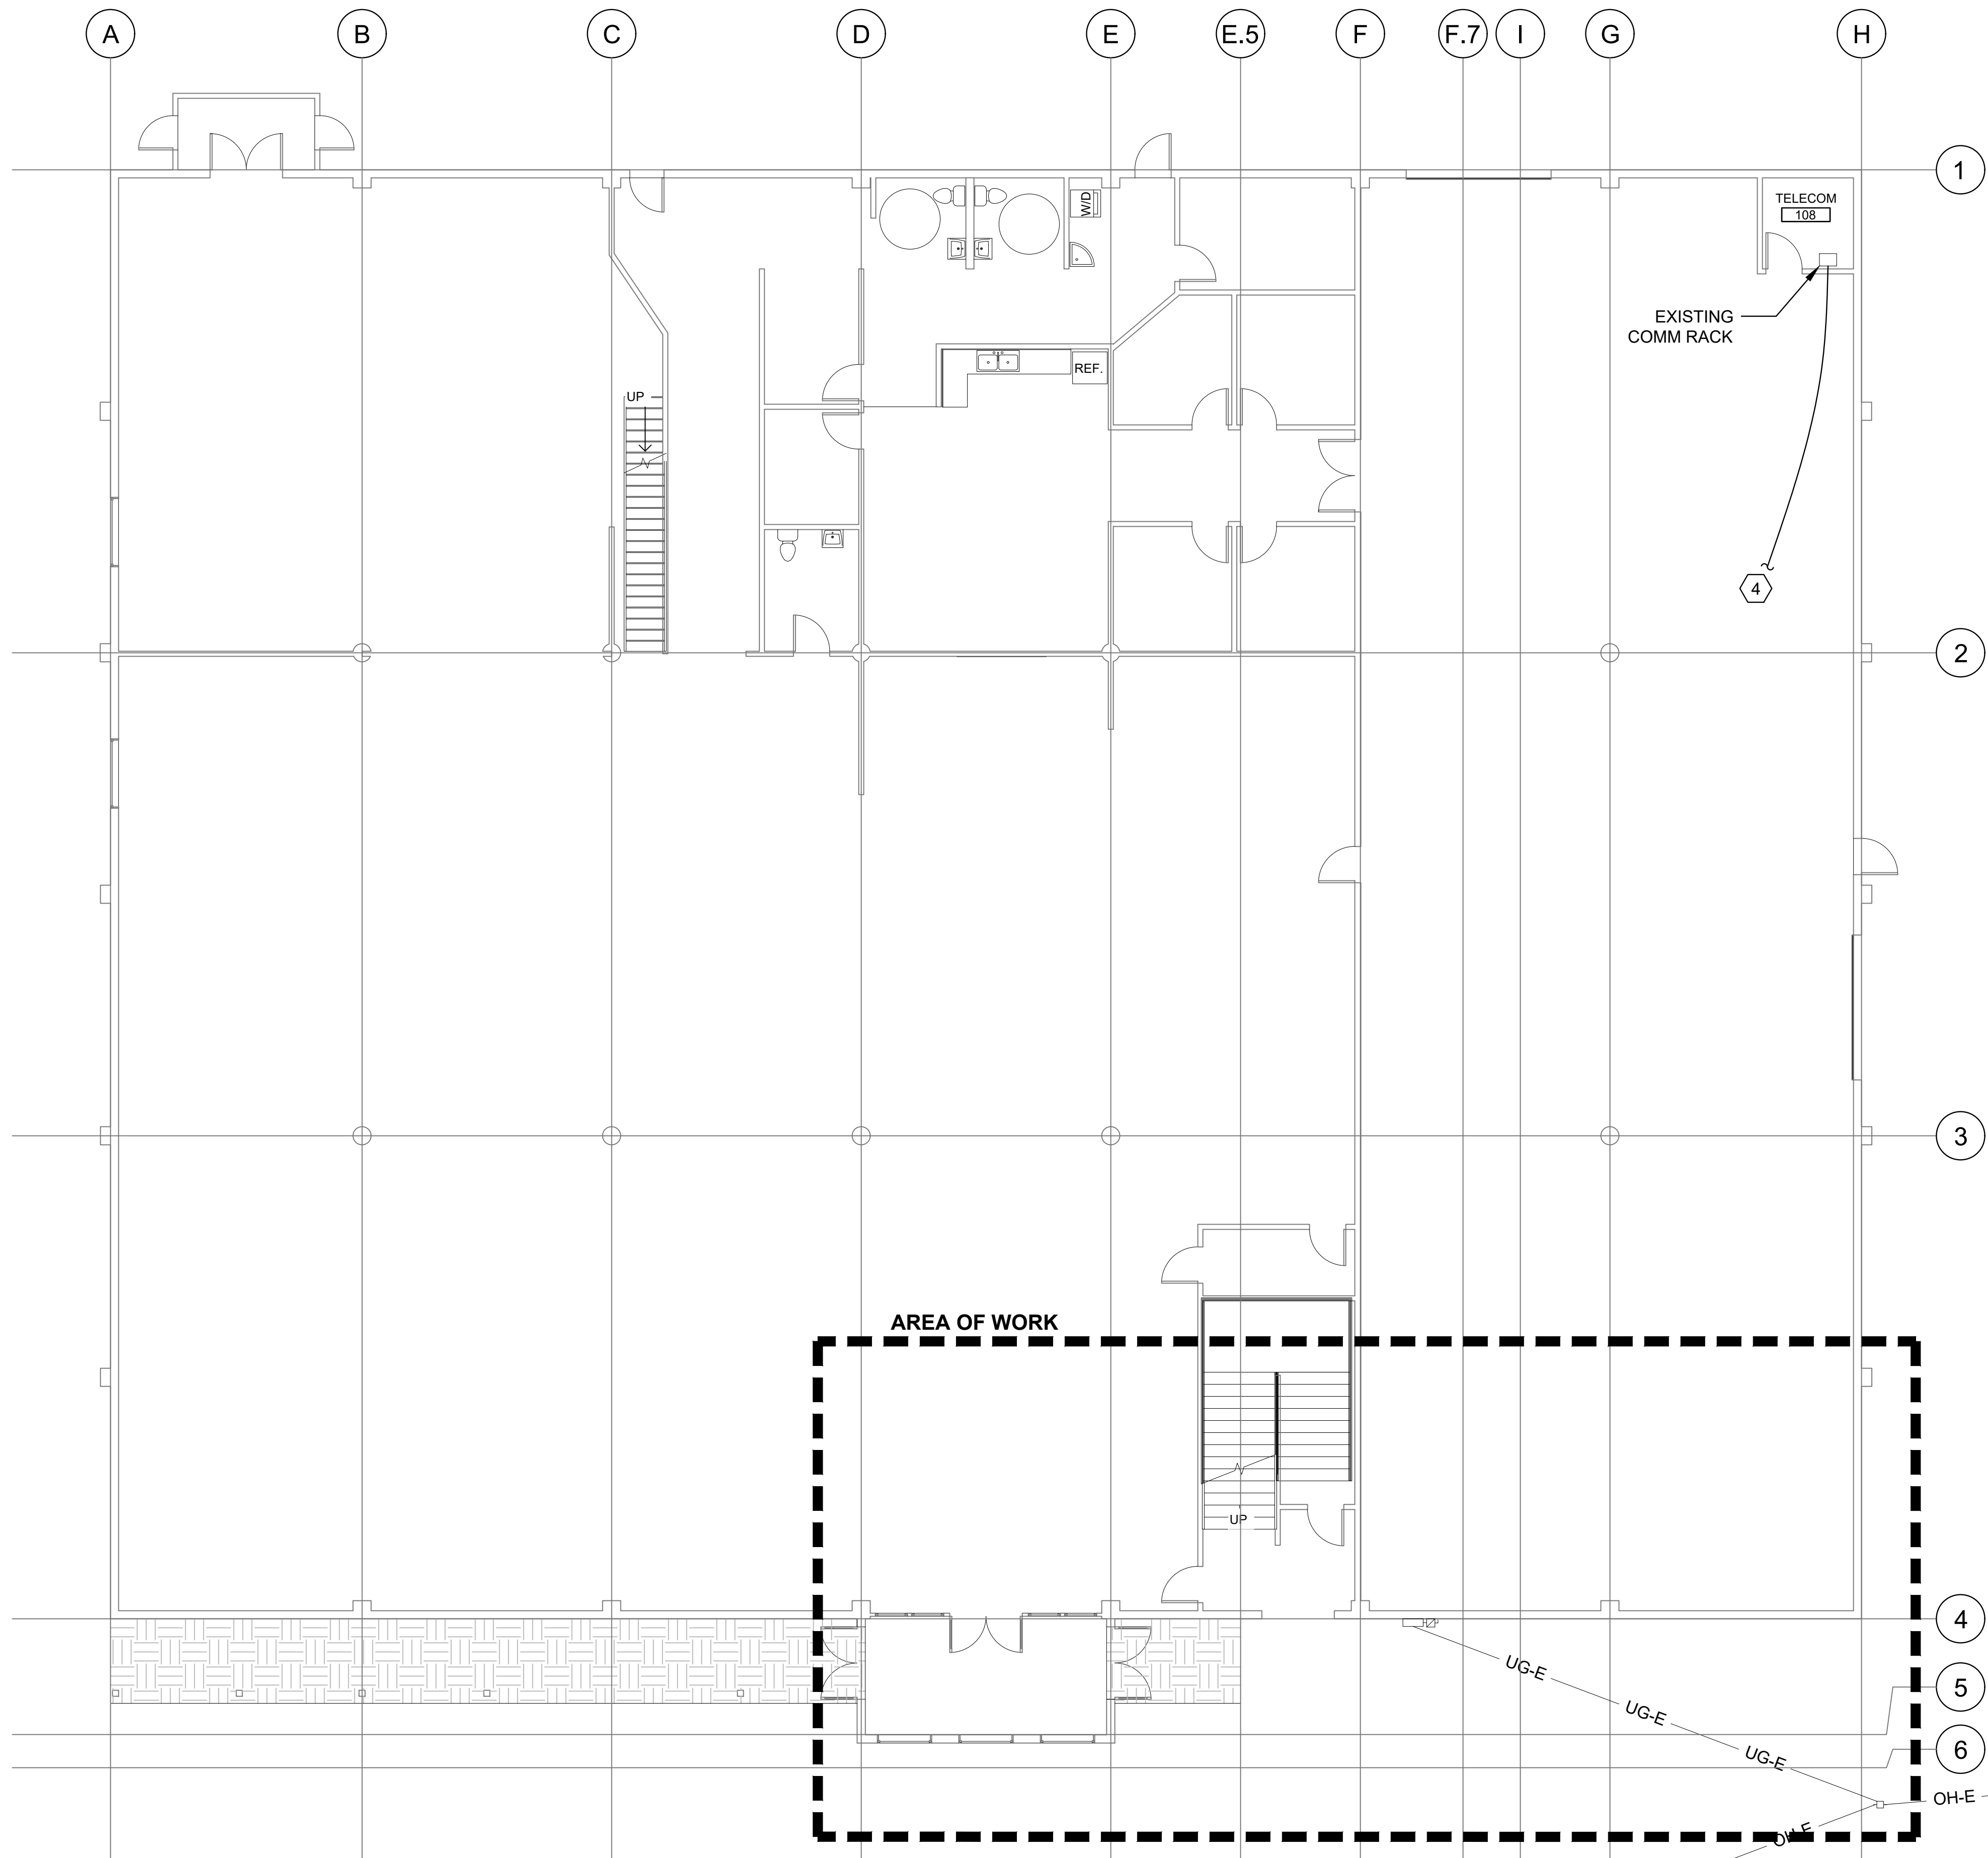 A
B
C
D
E
E.5
F
F.7
I
G
H
1
TELECOM
108
W/D
EXISTING
COMM RACK
REF.
UP
4
2
3
AREA OF WORK
UP
4
UG-E
5
UG-E
UG-E
6
OH-E
OH-E